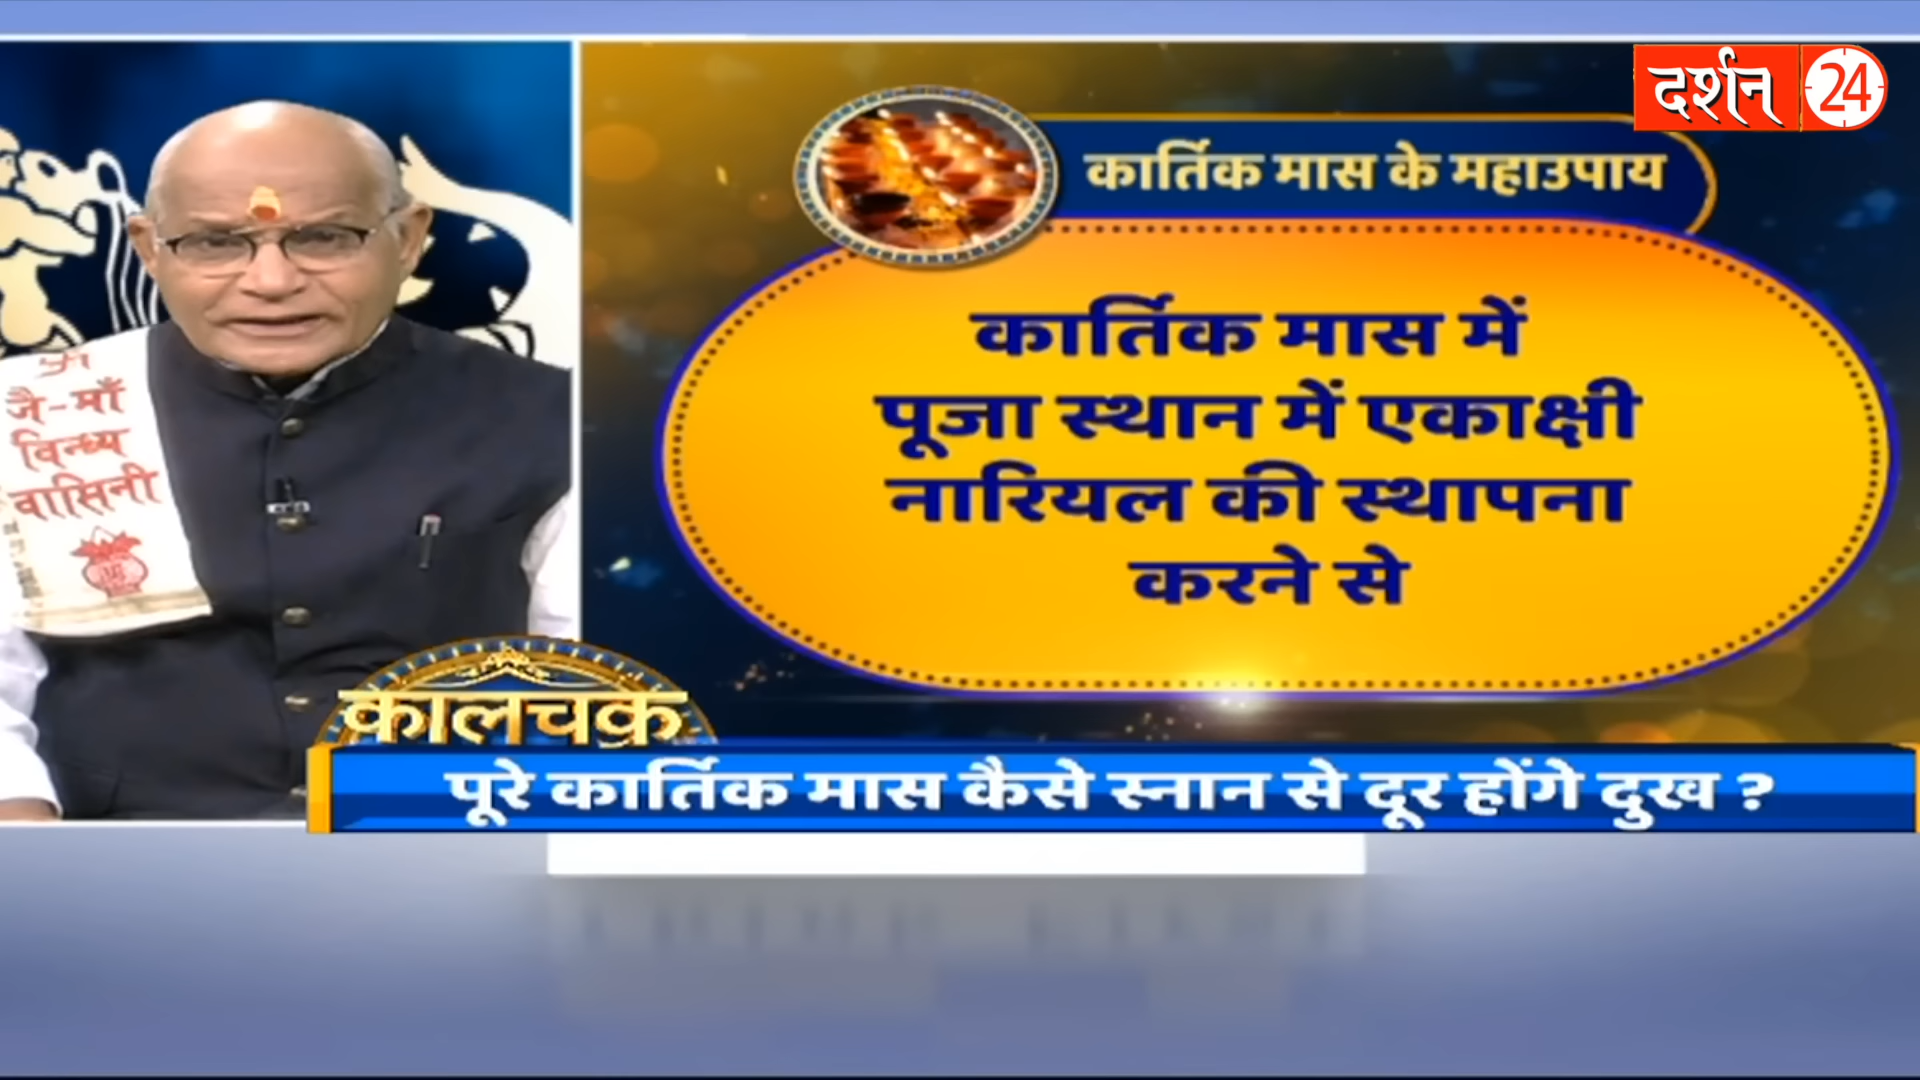 दर्शन 24
कार्तिक मास के महाउपाय
कार्तिक मास में
पूजा स्थान में एकाक्षी
नारियल की स्थापना
करने से
जै-माँ
विन्ध्य
वासिनी
कालचक्र
पूरे कार्तिक मास कैसे स्नान से दूर होंगे दुख ?